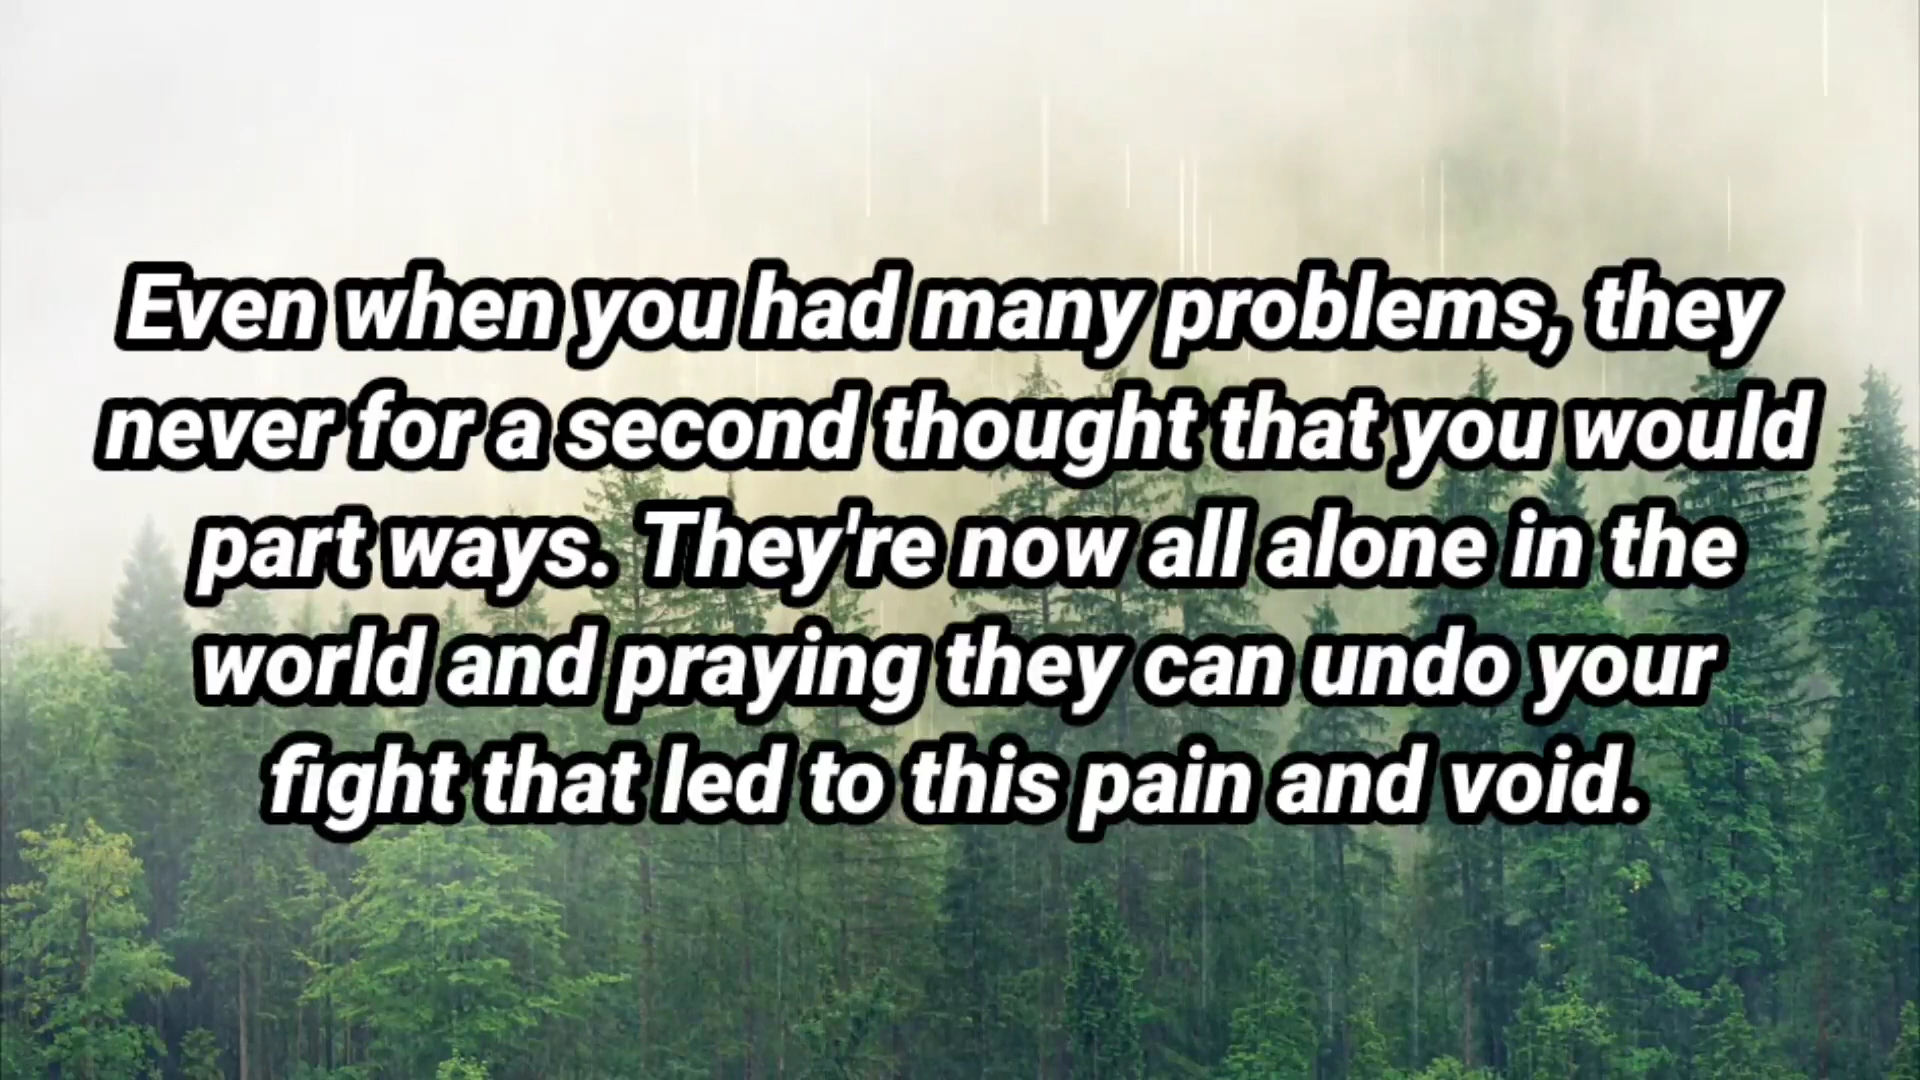 Even when you had many problems, they
never for a second thought that you would
part ways. They're now all alone in the
world and praying they can undo your
fight that led to this pain and void.